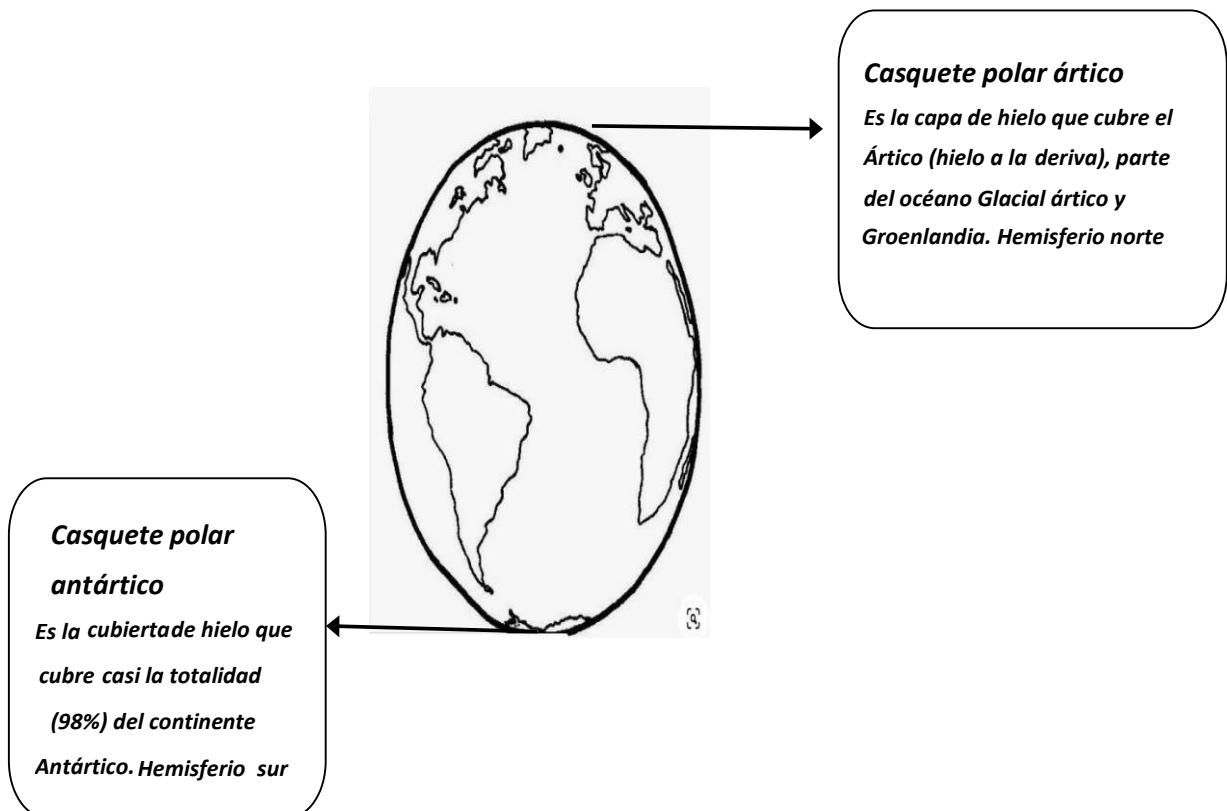 Casquete polar ártico
Es la capa de hielo que cubre el
Ártico (hielo a la deriva), parte
del océano Glacial ártico y
Groenlandia. Hemisferio norte
Casquete polar
antártico
Es la cubiertade hielo que
cubre casi la totalidad
(98%) del continente
Antártico. Hemisferio sur